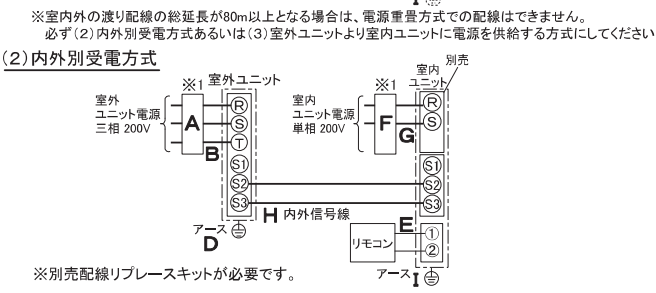 ※室内外の渡り配線の総延長が80m以上となる場合は、電源重畳方式での配線はできません。
必ず(2)内外別受電方式あるいは(3)室外ユニットより室内ユニットに電源を供給する方式にしてください
(2)内外別受電方式
※1 室外ユニット
室外
ユニット電源
三相 200V
A
B
R
S
T
S1
S2
S3
H 内外信号線
アース
D
※1
室内
ユニット
別売
室内
ユニット電源
単相 200V
F
G
R
S
S1
S2
S3
E
リモコン
①
②
アース I
※別売配線リプレースキットが必要です。